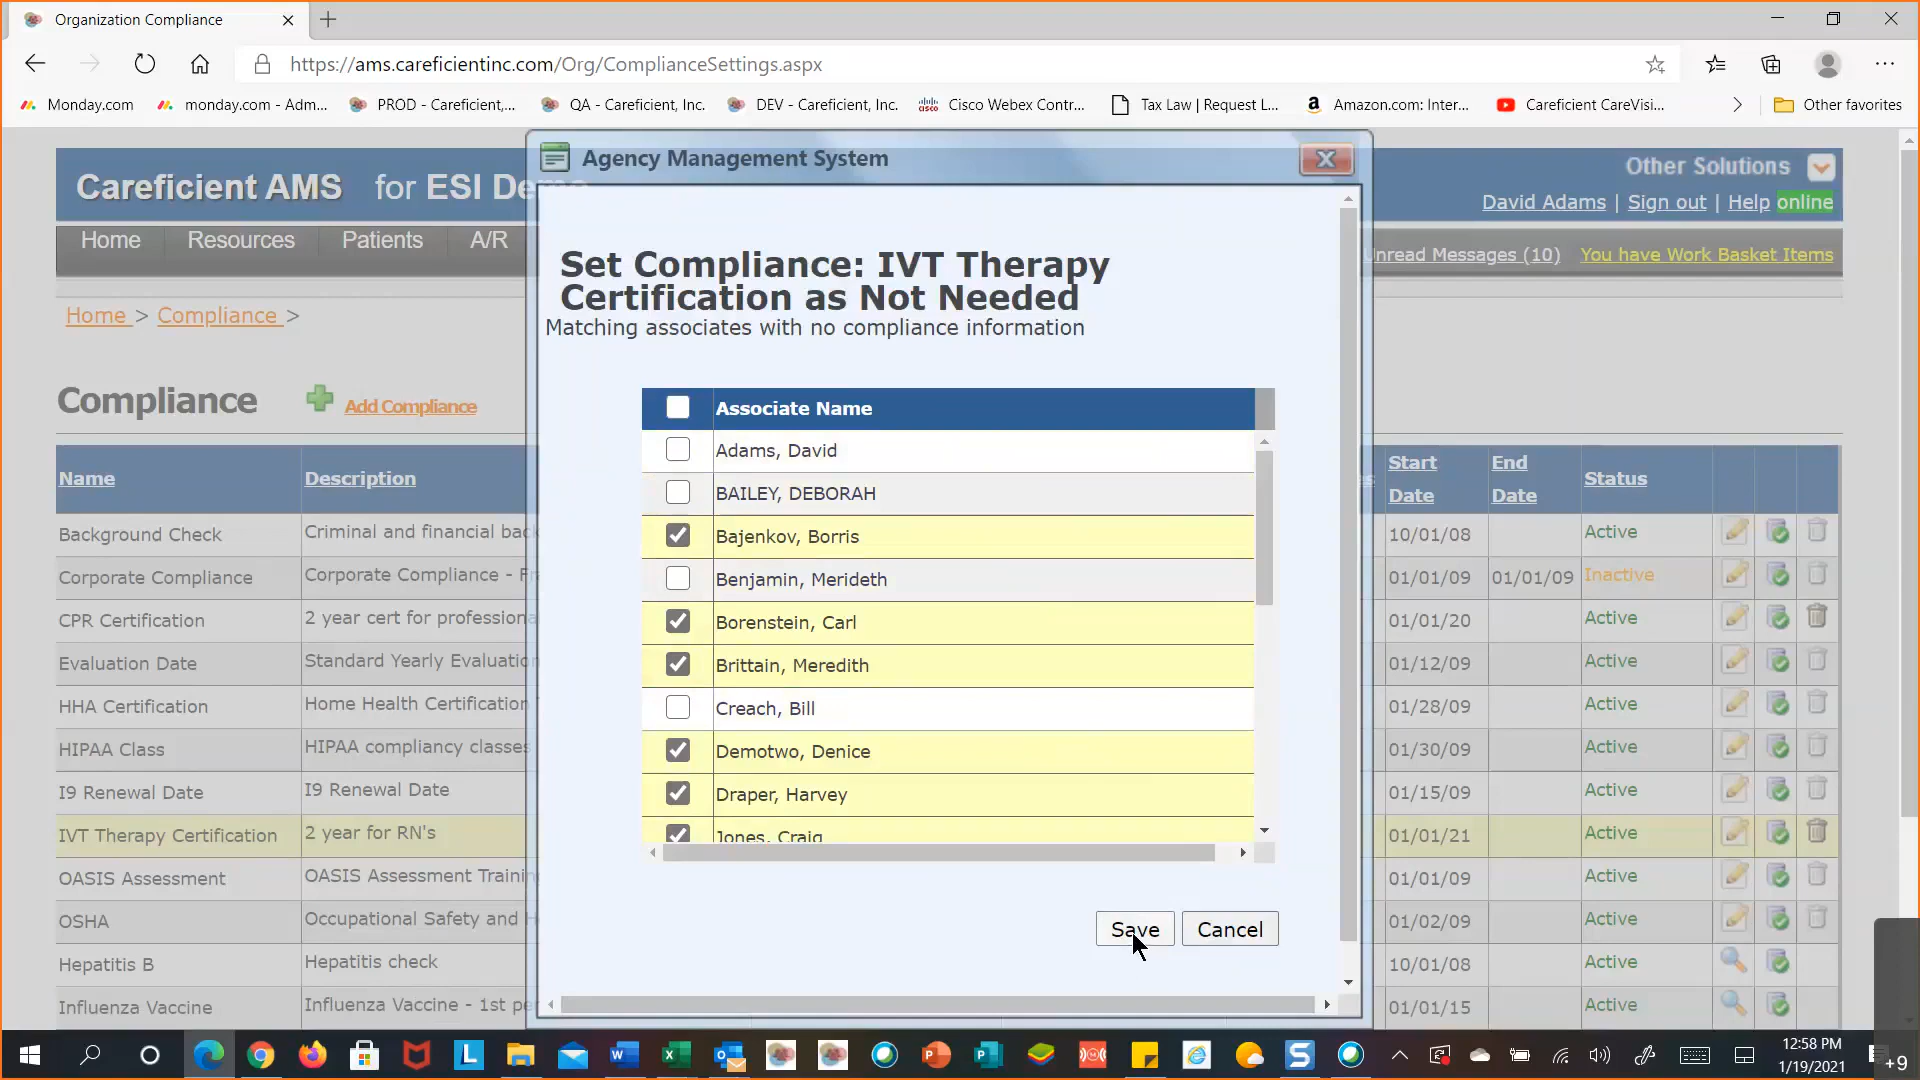 Organization Compliance
https://ams.careficientinc.com/Org/ComplianceSettings.aspx
Monday.com
monday.com - Adm...
PROD - Careficient,...
QA - Careficient, Inc.
DEV - Careficient, Inc.
Cisco Webex Contr...
Tax Law | Request L...
Amazon.com: Inter...
Careficient CareVisi...
Other favorites
Careficient AMS for ESI Demo
Other Solutions
David Adams | Sign out | Help online
Home Resources Patients A/R
Unread Messages (10) You have Work Basket Items
Home > Compliance >
Compliance Add Compliance
Agency Management System
Set Compliance: IVT Therapy
Certification as Not Needed
Matching associates with no compliance information
Associate Name
Adams, David
BAILEY, DEBORAH
Bajenkov, Borris
Benjamin, Merideth
Borenstein, Carl
Brittain, Meredith
Creach, Bill
Demotwo, Denice
Draper, Harvey
Jones, Craig
Save Cancel
Name Description Start Date End Date Status
Background Check Criminal and financial bac 10/01/08 Active
Corporate Compliance Corporate Compliance - Fr 01/01/09 01/01/09 Inactive
CPR Certification 2 year cert for professiona 01/01/20 Active
Evaluation Date Standard Yearly Evaluatio 01/12/09 Active
HHA Certification Home Health Certification 01/28/09 Active
HIPAA Class HIPAA compliancy classes 01/30/09 Active
I9 Renewal Date I9 Renewal Date 01/15/09 Active
IVT Therapy Certification 2 year for RN's 01/01/21 Active
OASIS Assessment OASIS Assessment Trainin 01/01/09 Active
OSHA Occupational Safety and H 01/02/09 Active
Hepatitis B Hepatitis check 10/01/08 Active
Influenza Vaccine Influenza Vaccine - 1st pe 01/01/15 Active
12:58 PM
1/19/2021
+9